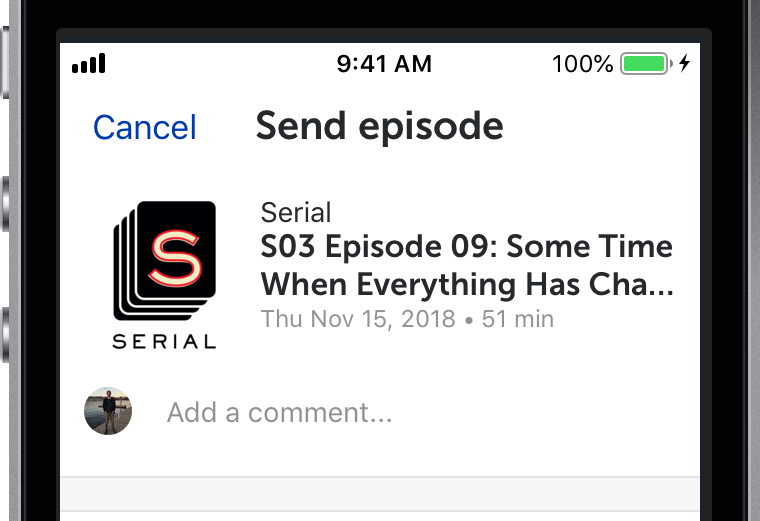 9:41 AM 100%
Cancel Send episode
Serial
S03 Episode 09: Some Time
When Everything Has Cha...
Thu Nov 15, 2018 • 51 min
S
SERIAL
Add a comment...